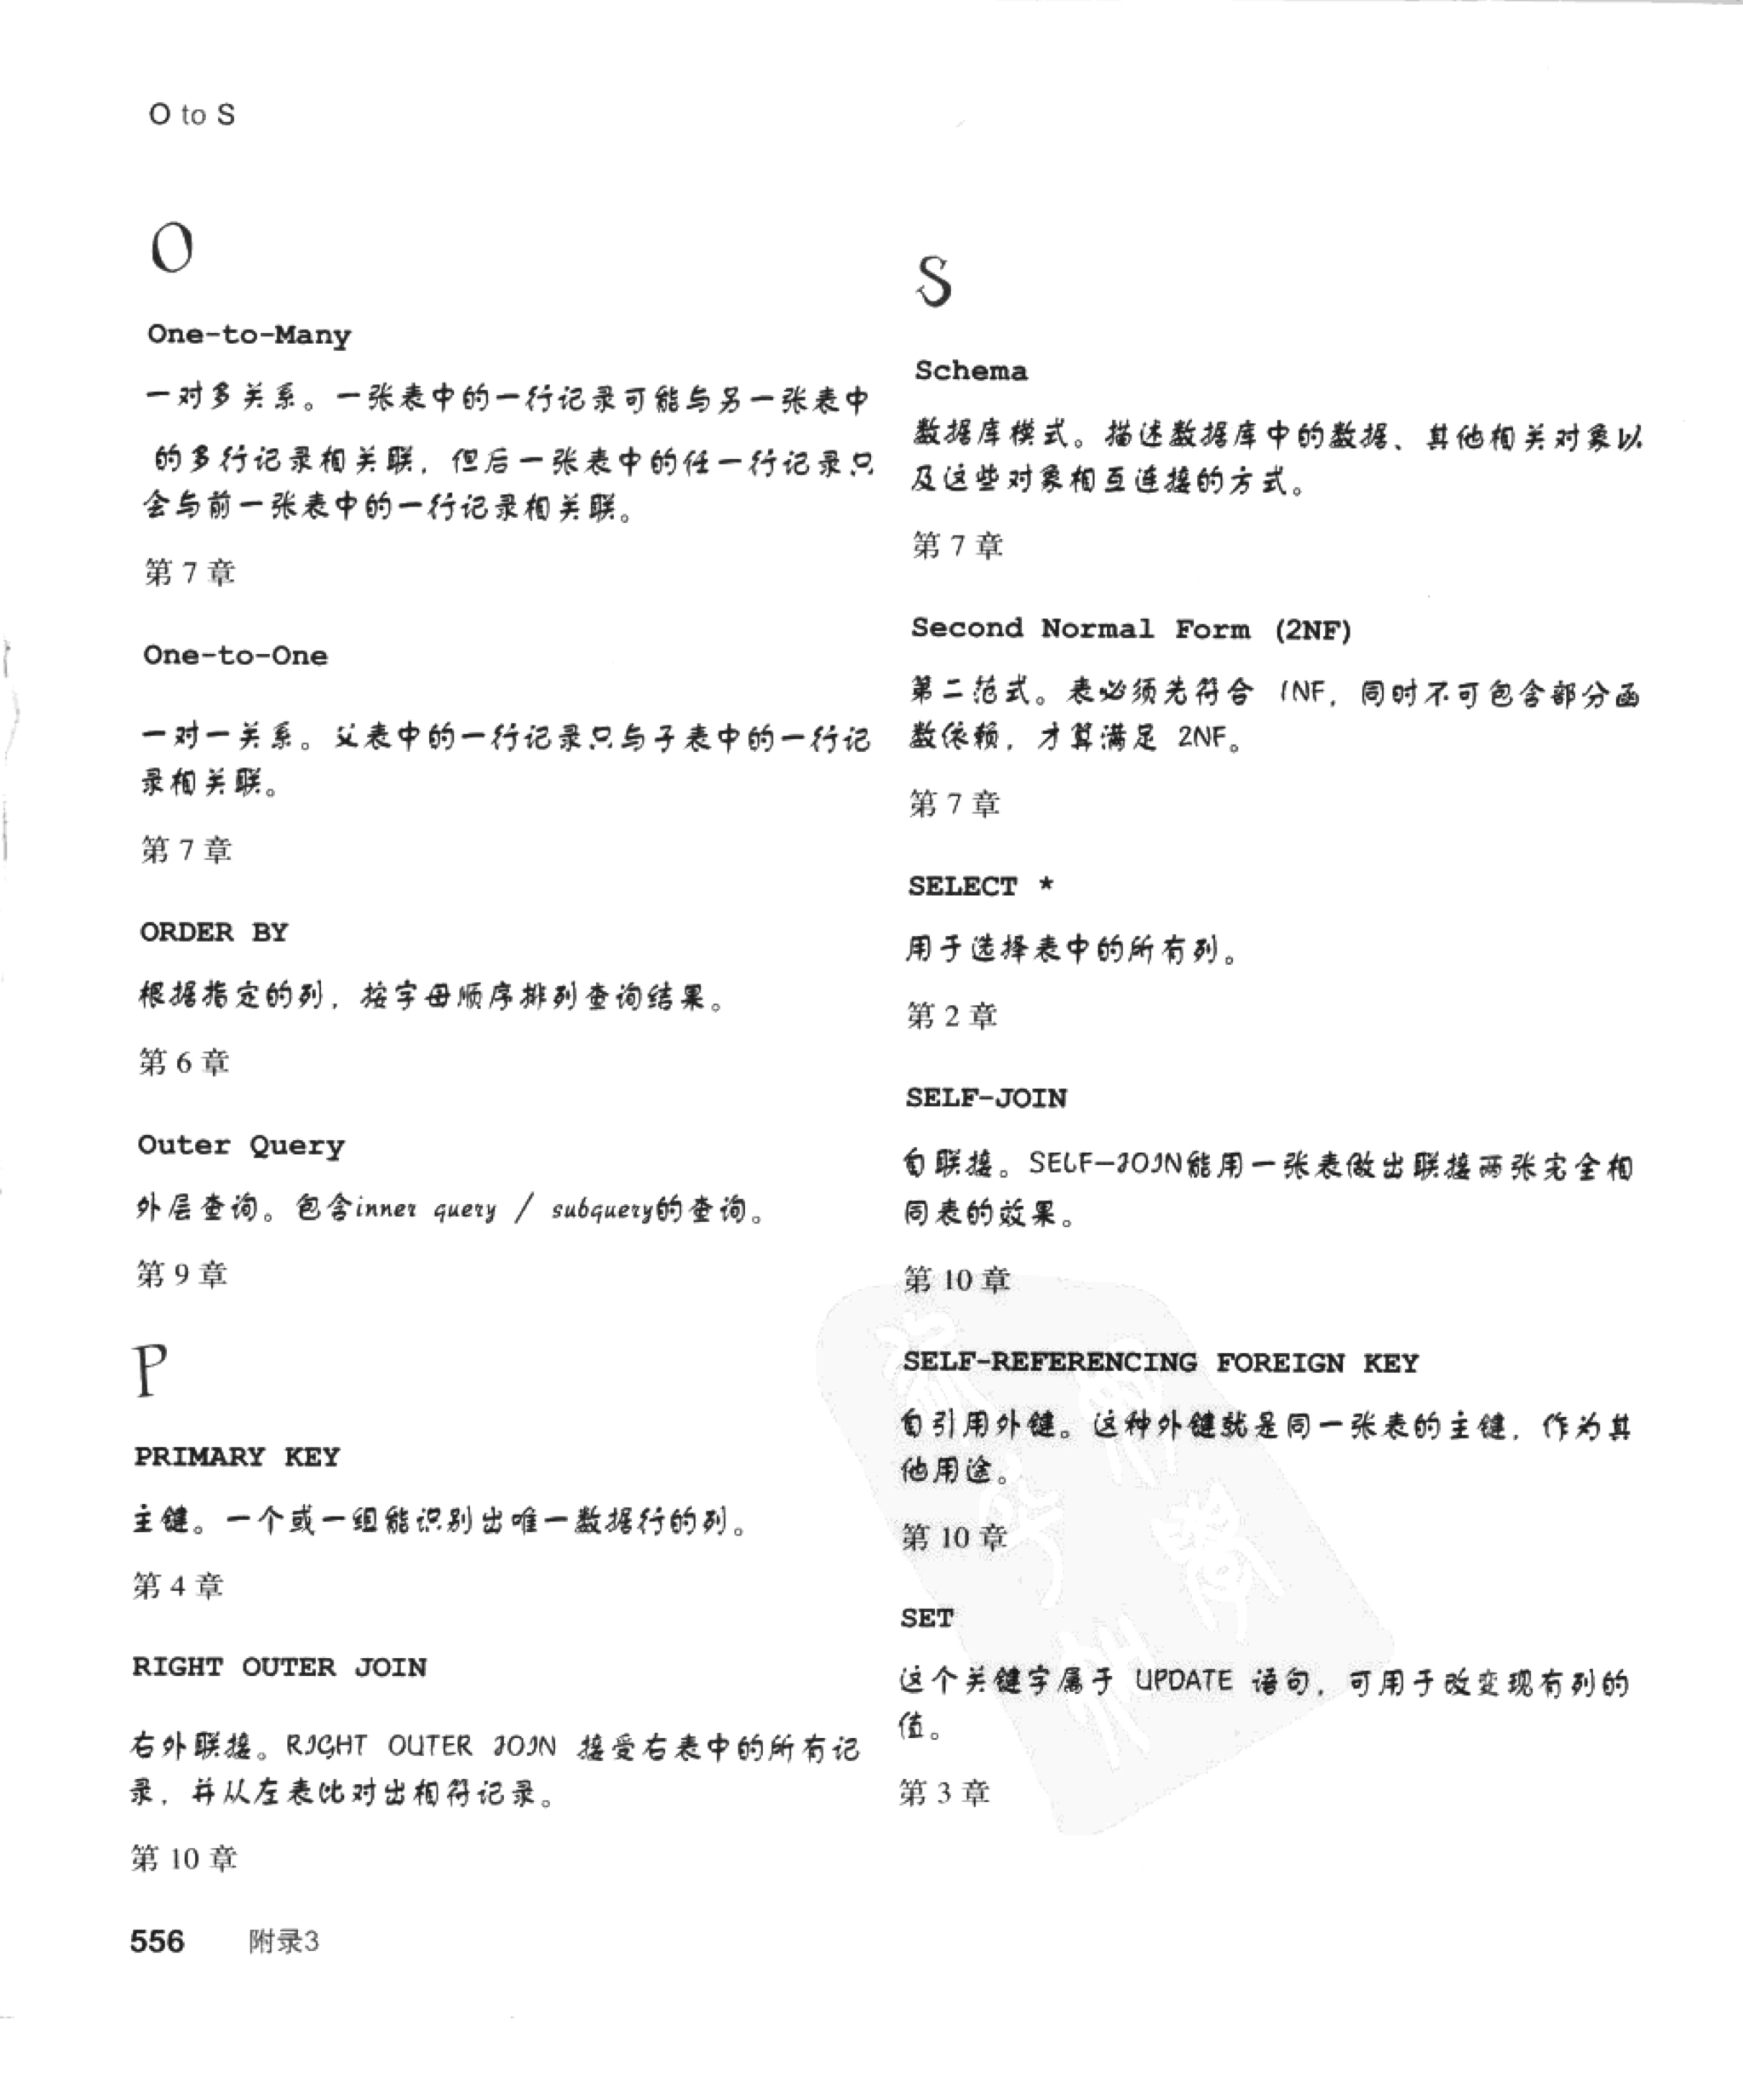 O to S
O
One-to-Many
一对多关系。一张表中的一行记录可能与另一张表中
的多行记录相关联，但后一张表中的任一行记录只
会与前一张表中的一行记录相关联。
第 7 章
One-to-One
一对一关系。父表中的一行记录只与子表中的一行记
录相关联。
第 7 章
ORDER BY
根据指定的列，按字母顺序排列查询结果。
第 6 章
Outer Query
外层查询。包含inner query / subquery的查询。
第 9 章
P
PRIMARY KEY
主键。一个或一组能识别出唯一数据行的列。
第 4 章
RIGHT OUTER JOIN
右外联接。RIGHT OUTER JOIN 接受右表中的所有记
录，并从左表比对出相符记录。
第 10 章
S
Schema
数据库模式。描述数据库中的数据、其他相关对象以
及这些对象相互连接的方式。
第 7 章
Second Normal Form (2NF)
第二范式。表必须先符合 1NF，同时不可包含部分函
数依赖，才算满足 2NF。
第 7 章
SELECT *
用于选择表中的所有列。
第 2 章
SELF-JOIN
自联接。SELF-JOIN能用一张表做出联接两张完全相
同表的效果。
第 10 章
SELF-REFERENCING FOREIGN KEY
自引用外键。这种外键就是同一张表的主键，作为其
他用途。
第 10 章
SET
这个关键字属于 UPDATE 语句，可用于改变现有列的
值。
第 3 章
556 附录3